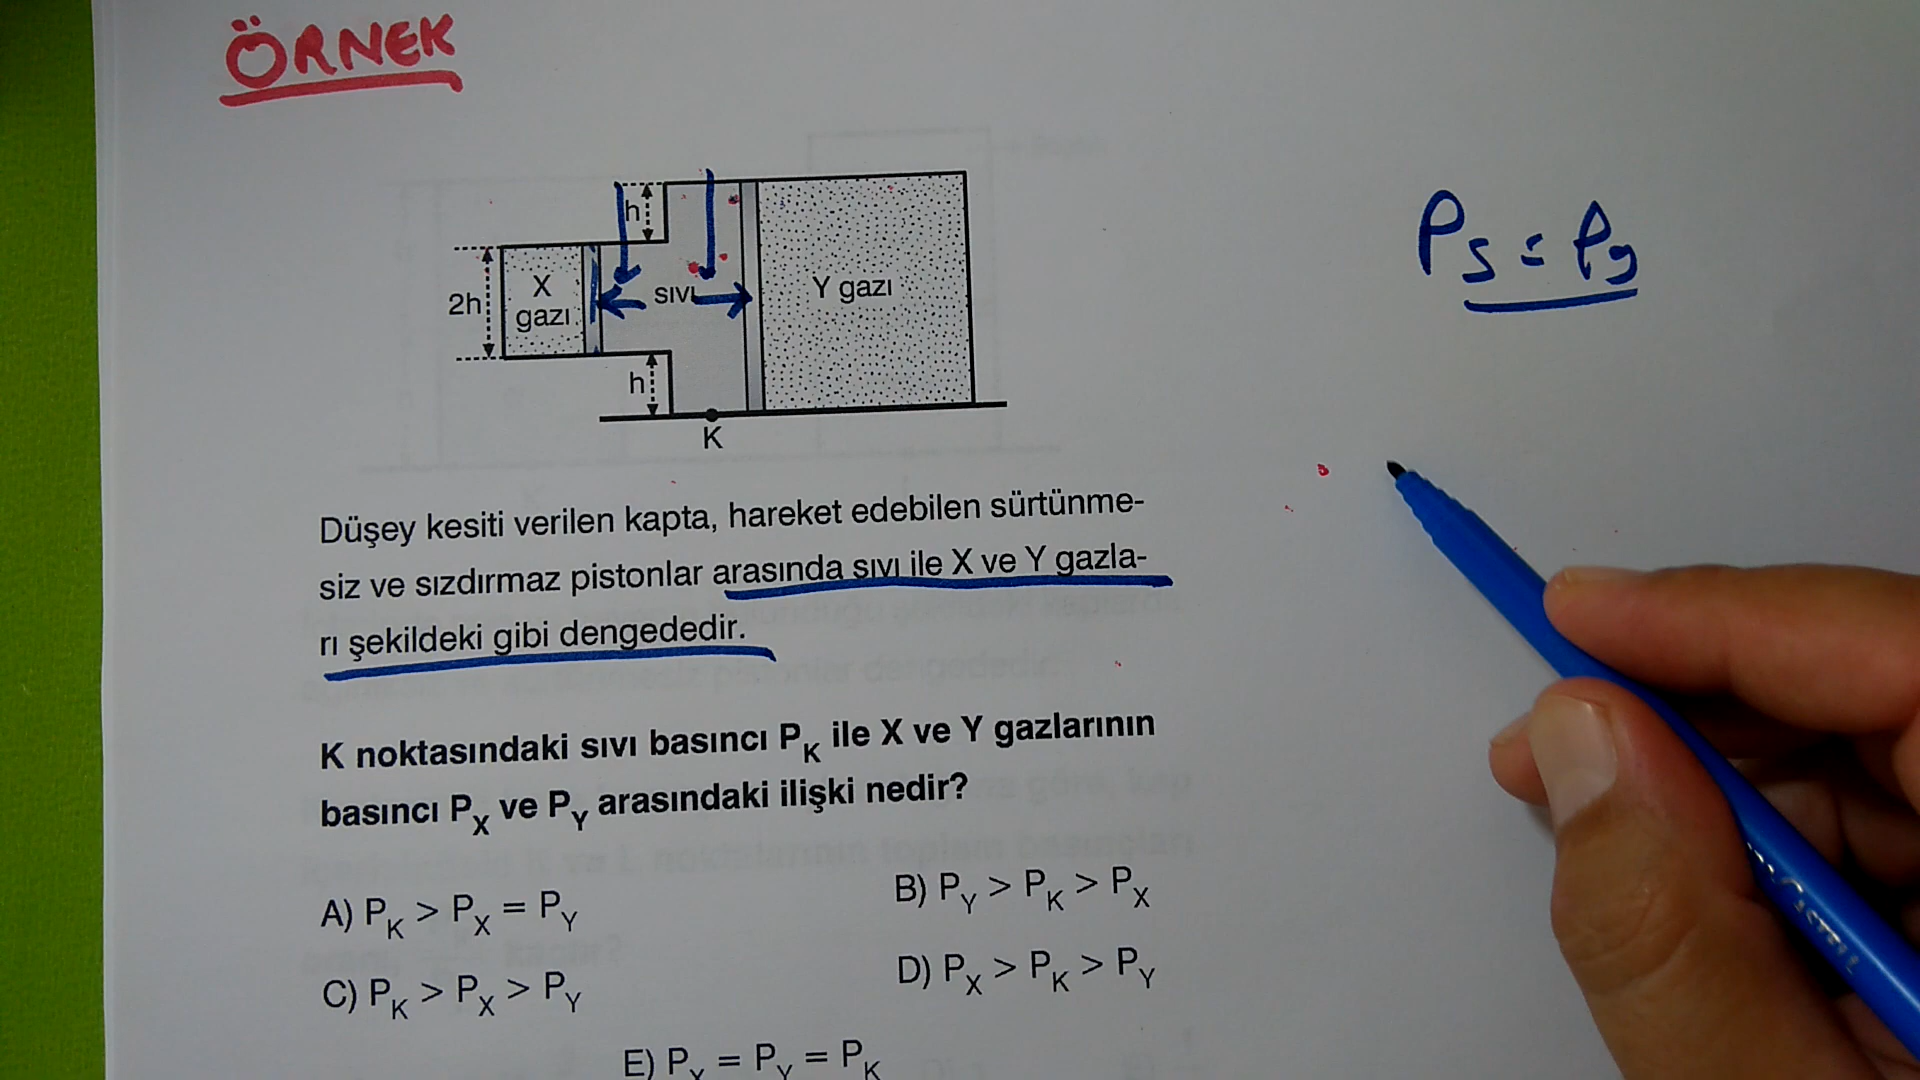 ÖRNEK
h
2h
X
gazı
SIVI
Y gazı
h
K
Ps = Pg
Düşey kesiti verilen kapta, hareket edebilen sürtünme-
siz ve sızdırmaz pistonlar arasında sıvı ile X ve Y gazla-
rı şekildeki gibi dengededir.
K noktasındaki sıvı basıncı PK ile X ve Y gazlarının
basıncı PX ve PY arasındaki ilişki nedir?
A) PK > PX = PY
B) PY > PK > PX
C) PK > PX > PY
D) PX > PK > PY
E) PX = PY = PK